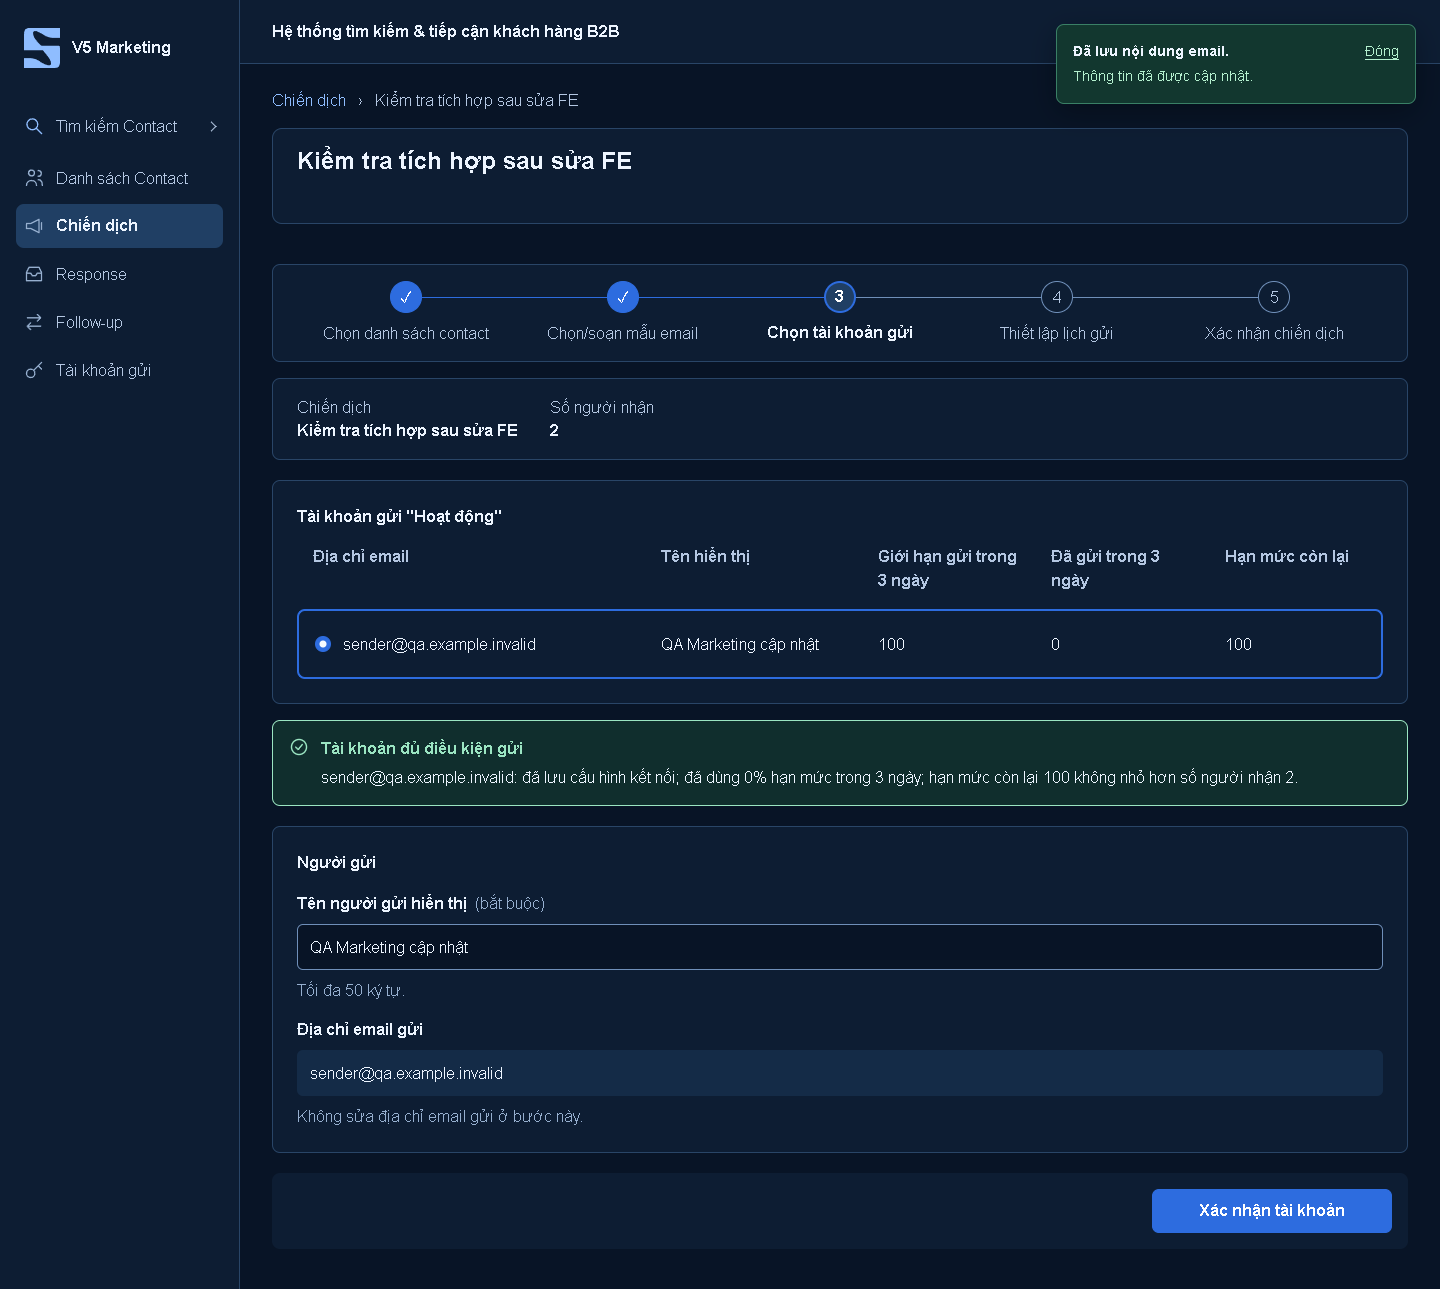 V5 Marketing
Hệ thống tìm kiếm & tiếp cận khách hàng B2B
Đã lưu nội dung email.
Đóng
Thông tin đã được cập nhật.
Tìm kiếm Contact
Danh sách Contact
Chiến dịch
Response
Follow-up
Tài khoản gửi
Chiến dịch › Kiểm tra tích hợp sau sửa FE
Kiểm tra tích hợp sau sửa FE
✓ ✓ 3 4 5
Chọn danh sách contact
Chọn/soạn mẫu email
Chọn tài khoản gửi
Thiết lập lịch gửi
Xác nhận chiến dịch
Chiến dịch
Kiểm tra tích hợp sau sửa FE
Số người nhận
2
Tài khoản gửi "Hoạt động"
Địa chỉ email
Tên hiển thị
Giới hạn gửi trong
3 ngày
Đã gửi trong 3
ngày
Hạn mức còn lại
sender@qa.example.invalid
QA Marketing cập nhật
100
0
100
Tài khoản đủ điều kiện gửi
sender@qa.example.invalid: đã lưu cấu hình kết nối; đã dùng 0% hạn mức trong 3 ngày; hạn mức còn lại 100 không nhỏ hơn số người nhận 2.
Người gửi
Tên người gửi hiển thị (bắt buộc)
QA Marketing cập nhật
Tối đa 50 ký tự.
Địa chỉ email gửi
sender@qa.example.invalid
Không sửa địa chỉ email gửi ở bước này.
Xác nhận tài khoản